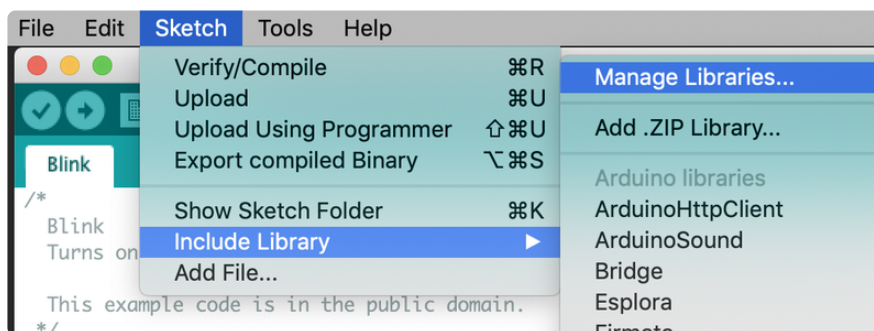 File Edit Sketch Tools Help
Verify/Compile ⌘R
Upload ⌘U
Upload Using Programmer ⇧⌘U
Export compiled Binary ⌥⌘S
Show Sketch Folder ⌘K
Include Library ▶
Add File...
Manage Libraries...
Add .ZIP Library...
Arduino libraries
ArduinoHttpClient
ArduinoSound
Bridge
Esplora
Blink
/*
Blink
Turns on
This example code is in the public domain.
*/